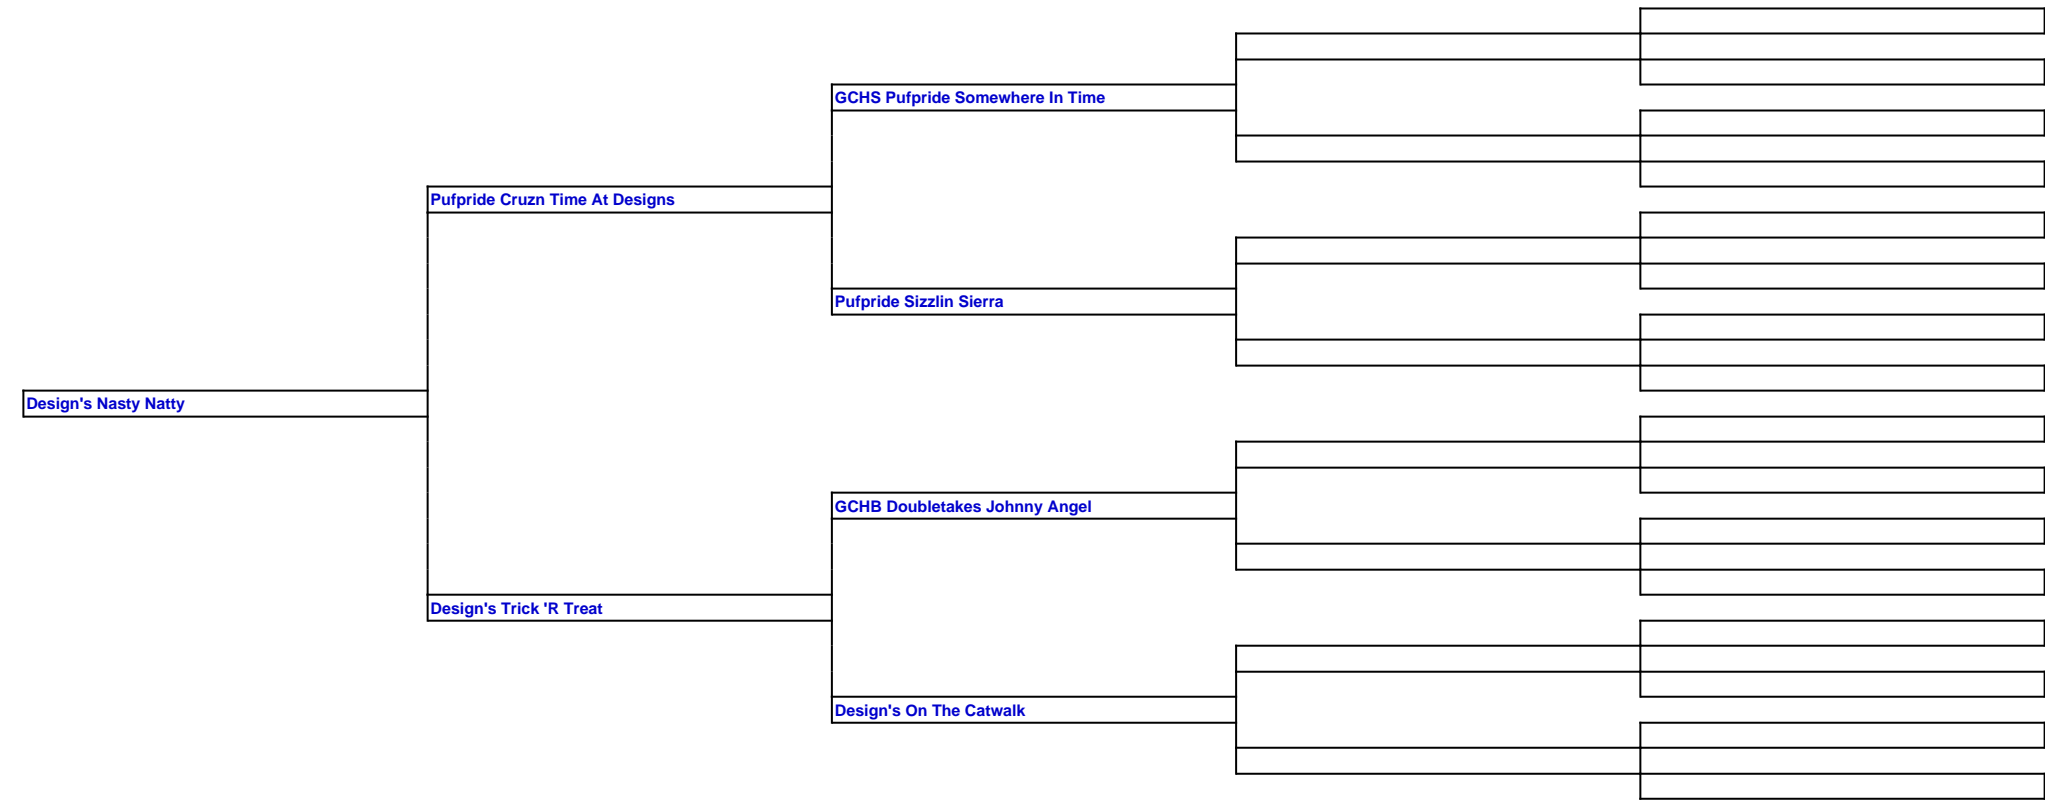 GCHS Pufpride Somewhere In Time
Pufpride Cruzn Time At Designs
Pufpride Sizzlin Sierra
Design's Nasty Natty
GCHB Doubletakes Johnny Angel
Design's Trick 'R Treat
Design's On The Catwalk